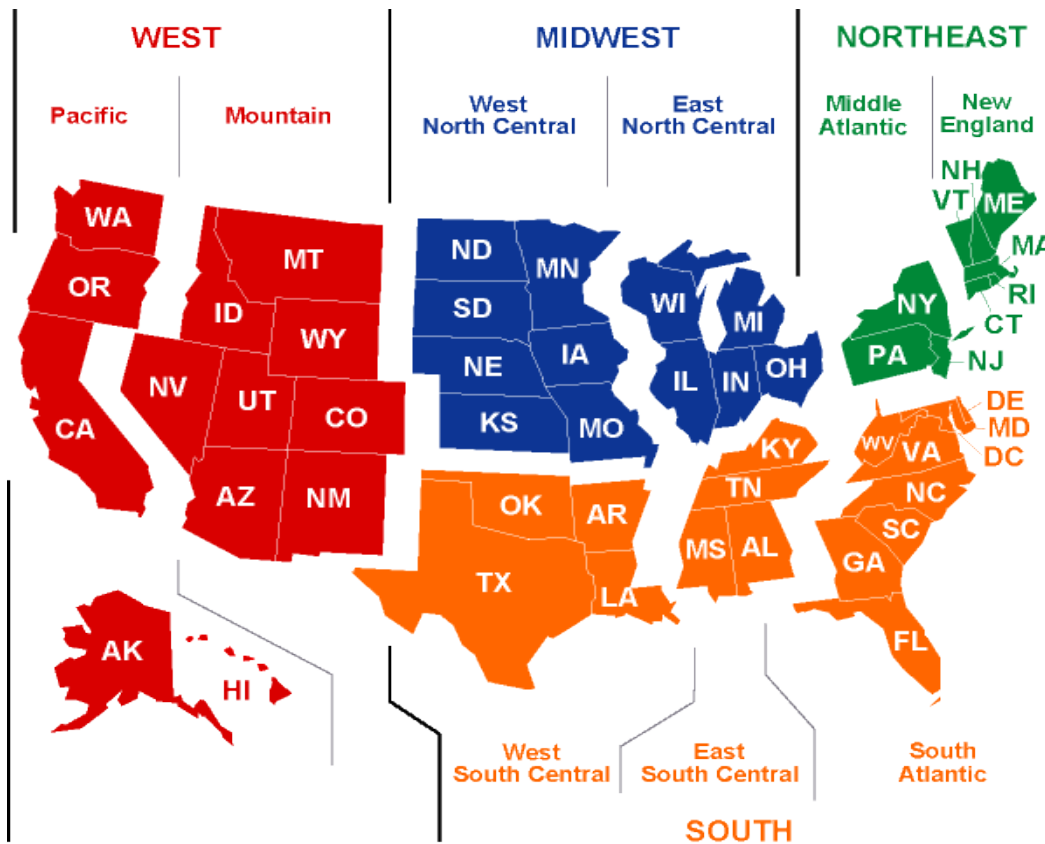 WEST
MIDWEST
NORTHEAST
Pacific
Mountain
West
North Central
East
North Central
Middle
Atlantic
New
England
WA
OR
CA
NV
ID
MT
WY
UT
CO
AZ
NM
AK
HI
ND
SD
NE
KS
MN
IA
MO
WI
MI
IL
IN
OH
NH
VT
ME
MA
RI
CT
NY
PA
NJ
OK
TX
AR
LA
KY
TN
MS
AL
DE
MD
DC
WV
VA
NC
SC
GA
FL
West
South Central
East
South Central
South
Atlantic
SOUTH